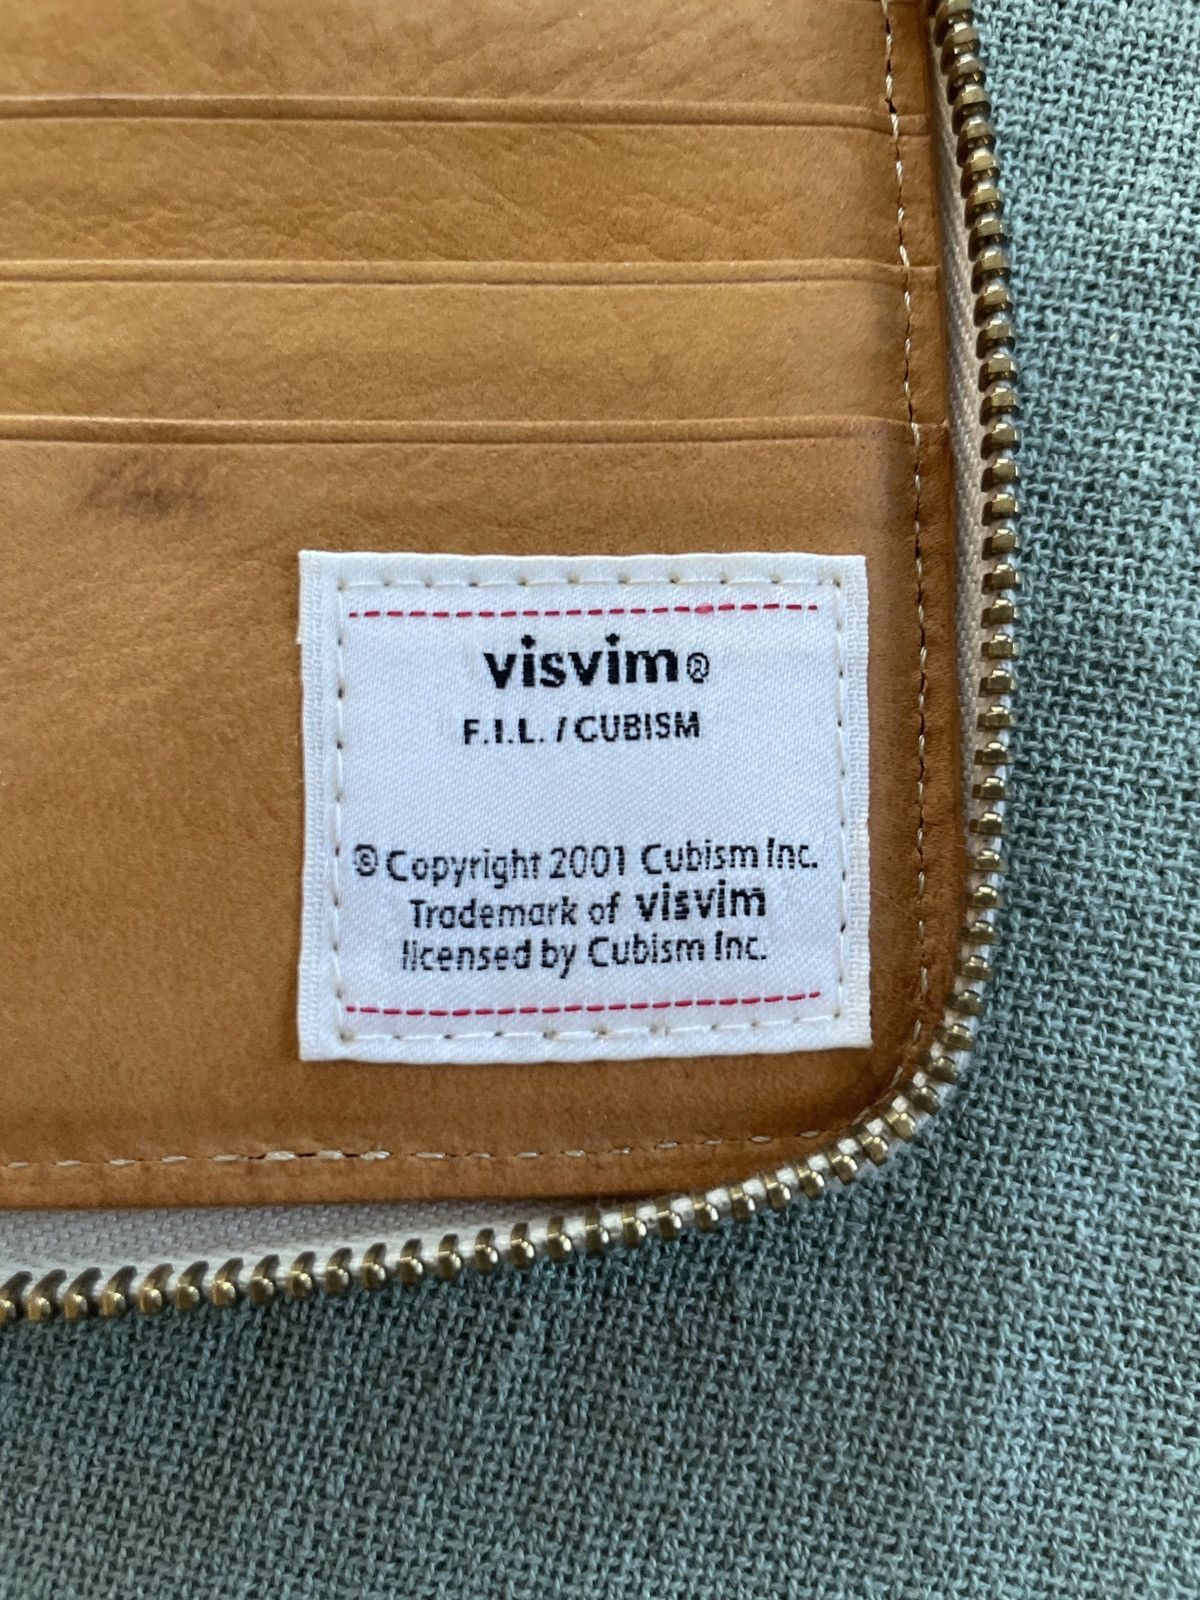 visvim®
F.I.L. / CUBISM
® Copyright 2001 Cubism Inc.
Trademark of visvim
licensed by Cubism Inc.